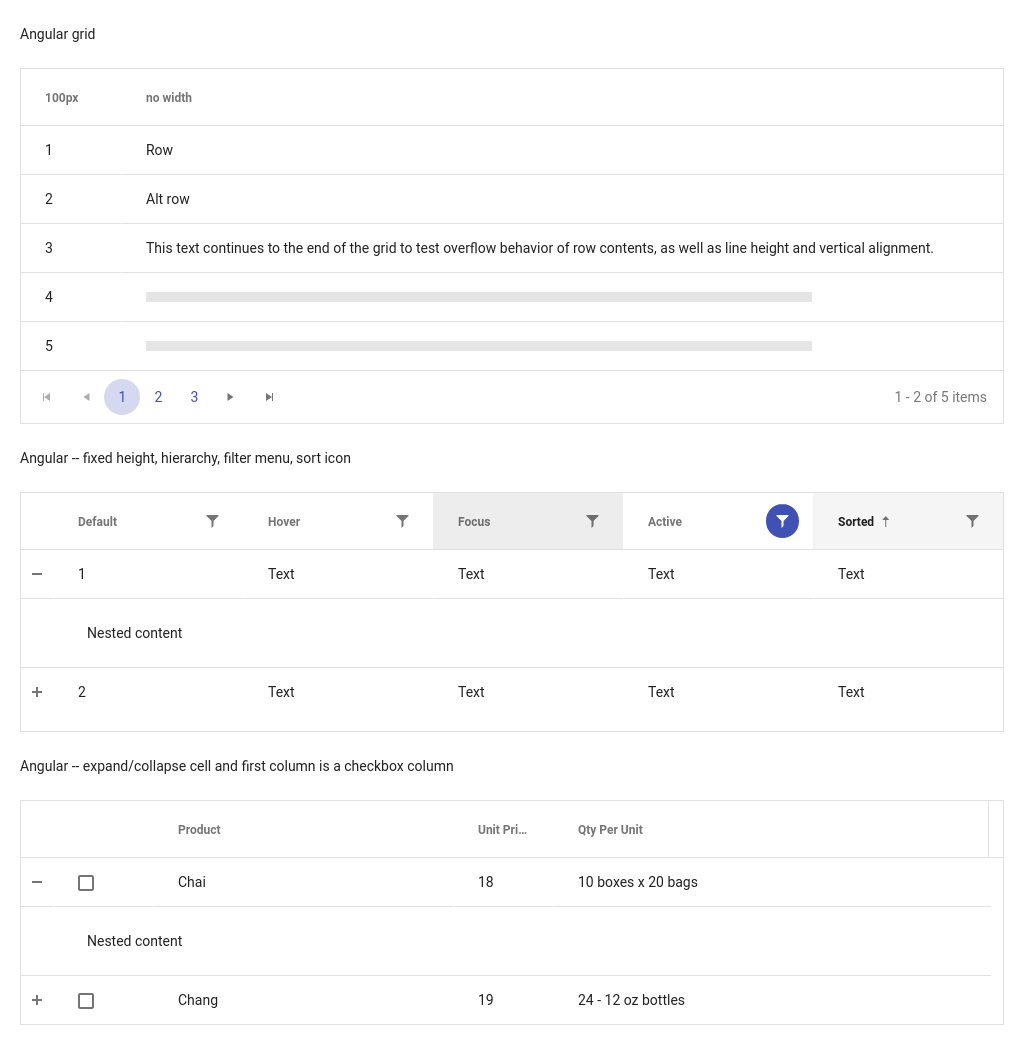 Angular grid
100px no width
1 Row
2 Alt row
3 This text continues to the end of the grid to test overflow behavior of row contents, as well as line height and vertical alignment.
4
5
1 2 3 1 - 2 of 5 items
Angular -- fixed height, hierarchy, filter menu, sort icon
Default Hover Focus Active Sorted
1 Text Text Text Text
Nested content
2 Text Text Text Text
Angular -- expand/collapse cell and first column is a checkbox column
Product Unit Pri... Qty Per Unit
Chai 18 10 boxes x 20 bags
Nested content
Chang 19 24 - 12 oz bottles